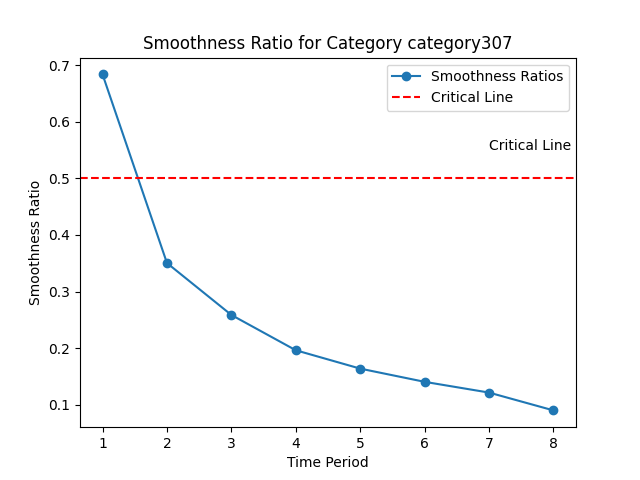 Smoothness Ratio for Category category307
Smoothness Ratios
Critical Line
Critical Line
Smoothness Ratio
0.7
0.6
0.5
0.4
0.3
0.2
0.1
1 2 3 4 5 6 7 8
Time Period